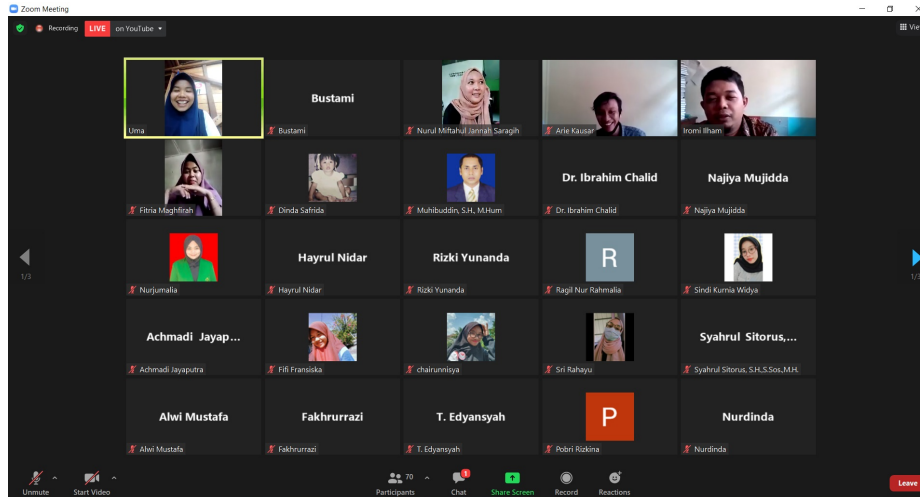 Zoom Meeting
Recording LIVE on YouTube
Vie
Uma
Bustami
Bustami
Nurul Miftahul Jannah Saragih
Arie Kausar
Iromi Ilham
Fitria Maghfirah
Dinda Safrida
Muhibuddin, S.H., M.Hum
Dr. Ibrahim Chalid
Dr. Ibrahim Chalid
Najiya Mujidda
Najiya Mujidda
1/3
1/3
Nurjumalia
Hayrul Nidar
Hayrul Nidar
Rizki Yunanda
Rizki Yunanda
R
Ragil Nur Rahmalia
Sindi Kurnia Widya
Achmadi Jayap...
Achmadi Jayaputra
Fifi Fransiska
chairunnisya
Sri Rahayu
Syahrul Sitorus,...
Syahrul Sitorus, S.H.,S.Sos.,M.H.
Alwi Mustafa
Alwi Mustafa
Fakhrurrazi
Fakhrurrazi
T. Edyansyah
T. Edyansyah
P
Pobri Rizkina
Nurdinda
Nurdinda
Unmute
Start Video
70
Participants
1
Chat
Share Screen
Record
Reactions
Leave